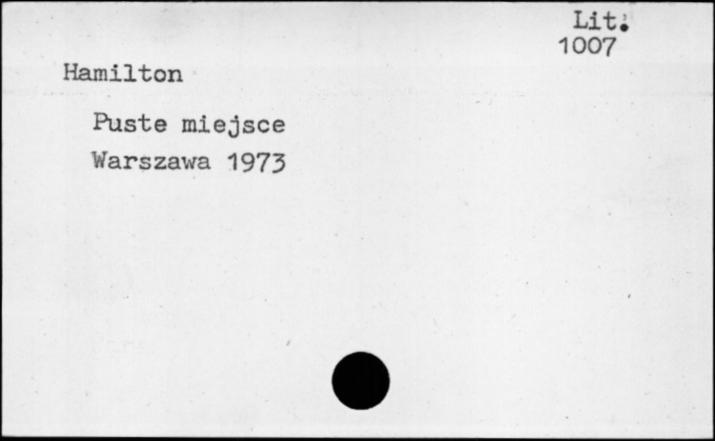 Lit.
1007
Hamilton
Puste miejsce
Warszawa 1973